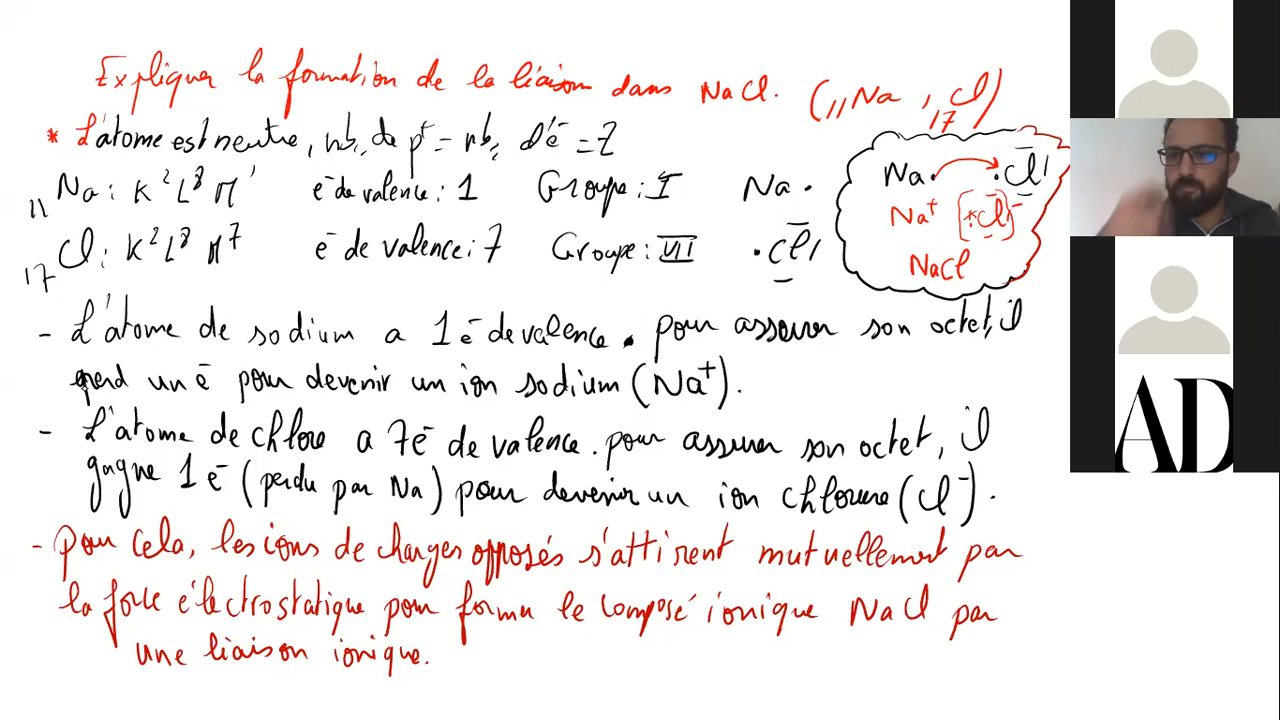 Expliquer la formation de la liaison dans NaCl. (₁₁Na, ₁₇Cl)
* L'atome est neutre, nb. de p⁺ = nb. d'é = Z
₁₁Na : K² L⁸ M¹ é de valence : 1 Groupe : I Na •
₁₇Cl : K² L⁸ M⁷ é de valence : 7 Groupe : VII • Cl
Na • • Cl
Na⁺ [*Cl]⁻
NaCl
- L'atome de sodium a 1 é de valence. pour assurer son octet, il
perd un é pour devenir un ion sodium (Na⁺).
- L'atome de chlore a 7 é de valence. pour assurer son octet, il
gagne 1 é (perdu par Na) pour devenir un ion chlorure (Cl⁻).
- Pour cela, les ions de charges opposés s'attirent mutuellement par
la force électrostatique pour former le composé ionique NaCl par
une liaison ionique.
AD